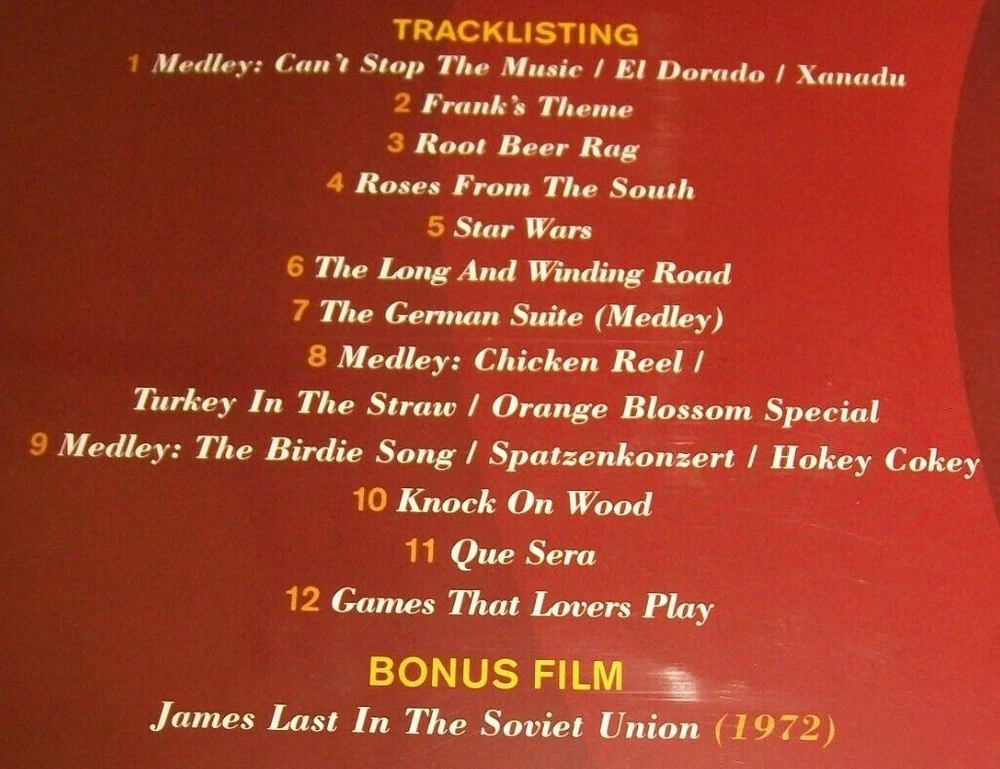 TRACKLISTING
1 Medley: Can't Stop The Music / El Dorado / Xanadu
2 Frank's Theme
3 Root Beer Rag
4 Roses From The South
5 Star Wars
6 The Long And Winding Road
7 The German Suite (Medley)
8 Medley: Chicken Reel /
Turkey In The Straw / Orange Blossom Special
9 Medley: The Birdie Song / Spatzenkonzert / Hokey Cokey
10 Knock On Wood
11 Que Sera
12 Games That Lovers Play
BONUS FILM
James Last In The Soviet Union (1972)